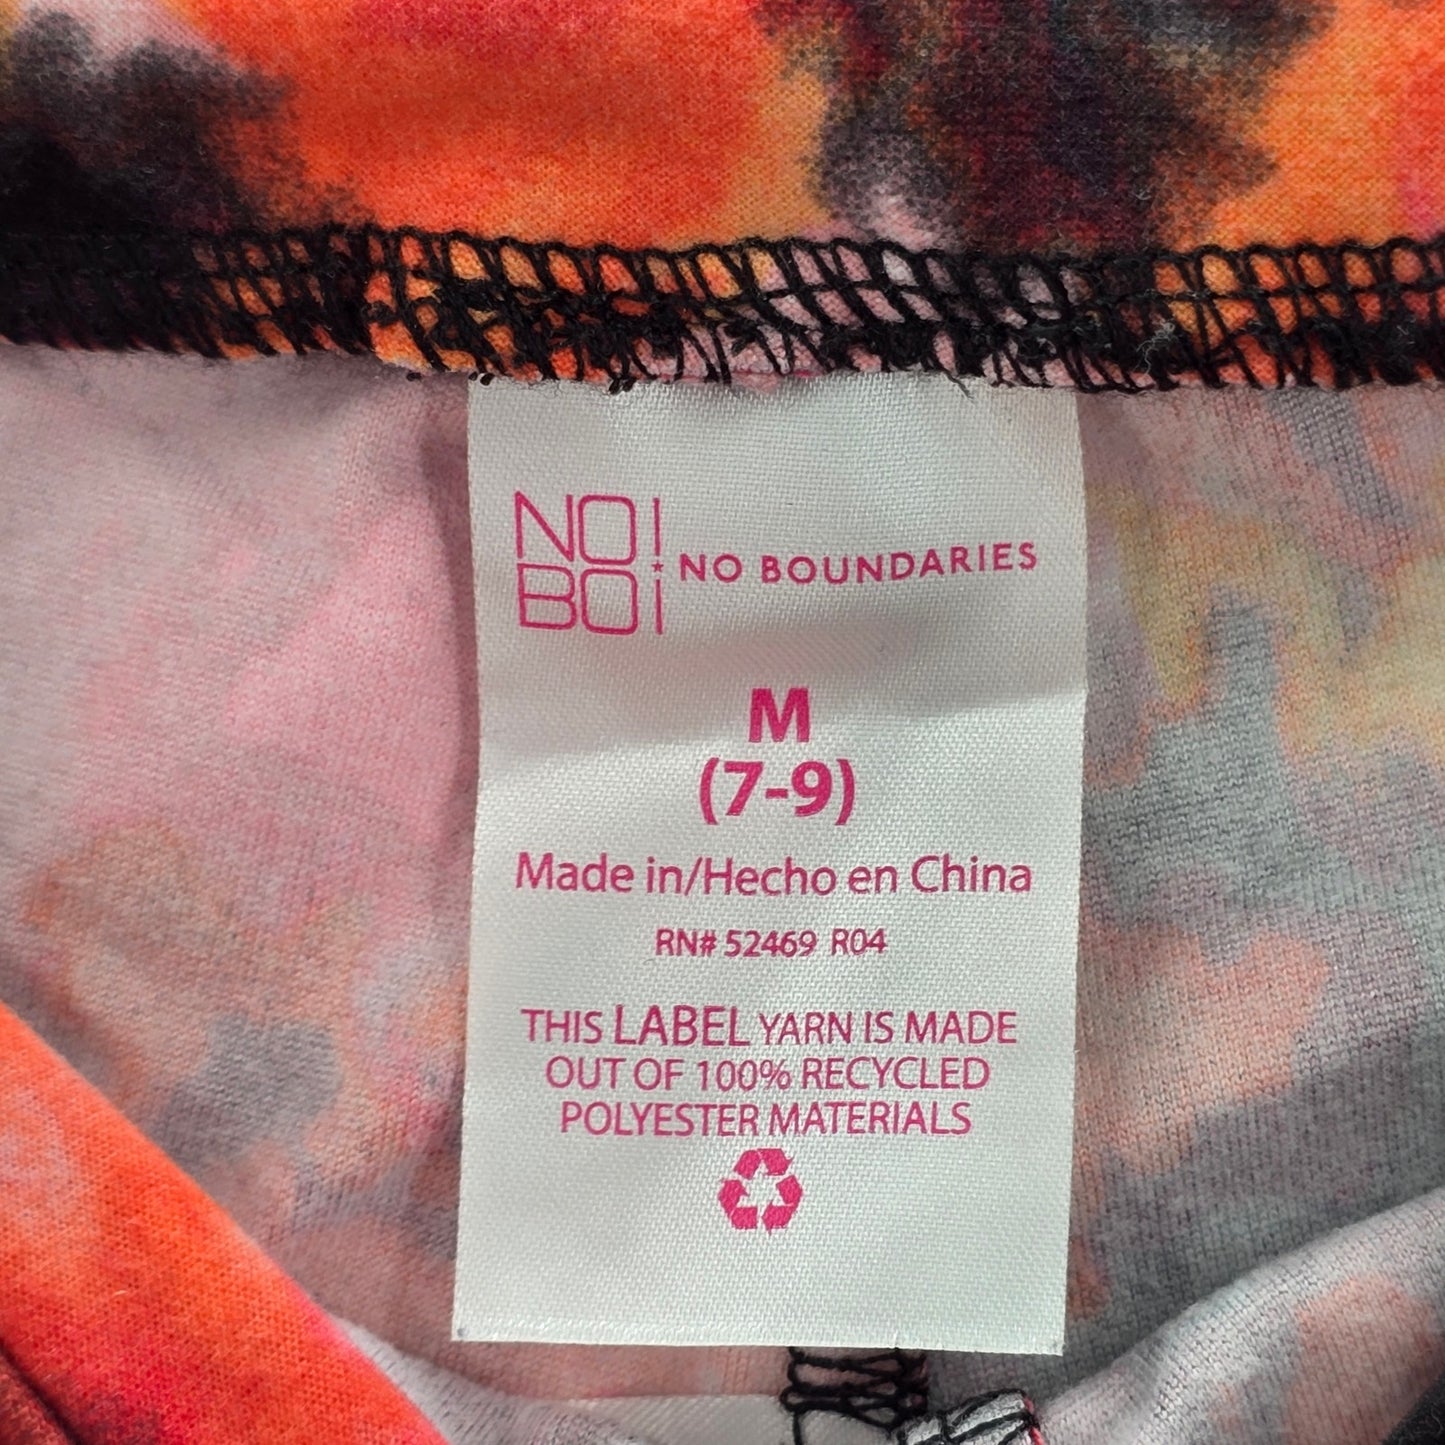 NO!
BO¡
NO BOUNDARIES
M
(7-9)
Made in/Hecho en China
RN# 52469 R04
THIS LABEL YARN IS MADE
OUT OF 100% RECYCLED
POLYESTER MATERIALS